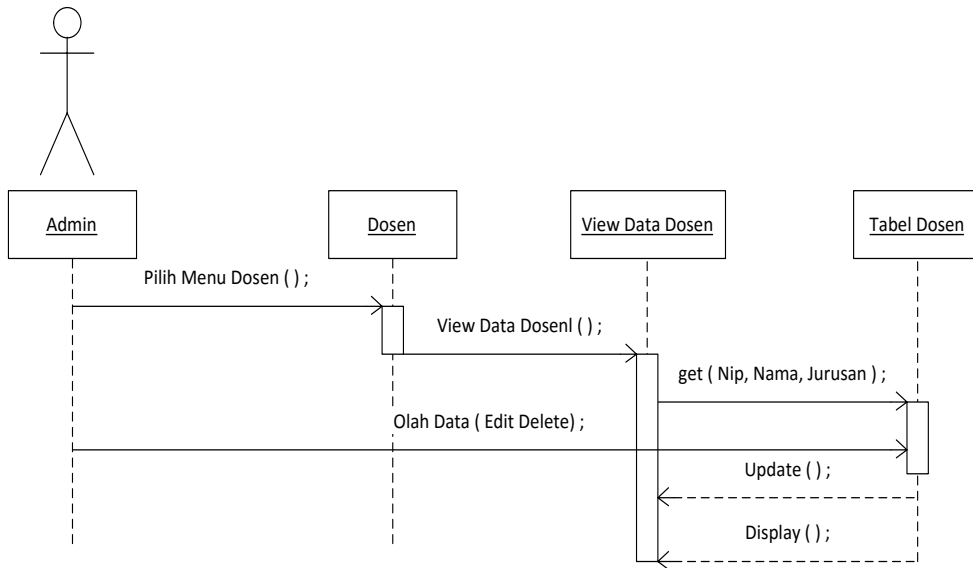 Admin
Dosen
View Data Dosen
Tabel Dosen
Pilih Menu Dosen ( ) ;
View Data Dosenl ( ) ;
get ( Nip, Nama, Jurusan ) ;
Olah Data ( Edit Delete) ;
Update ( ) ;
Display ( ) ;